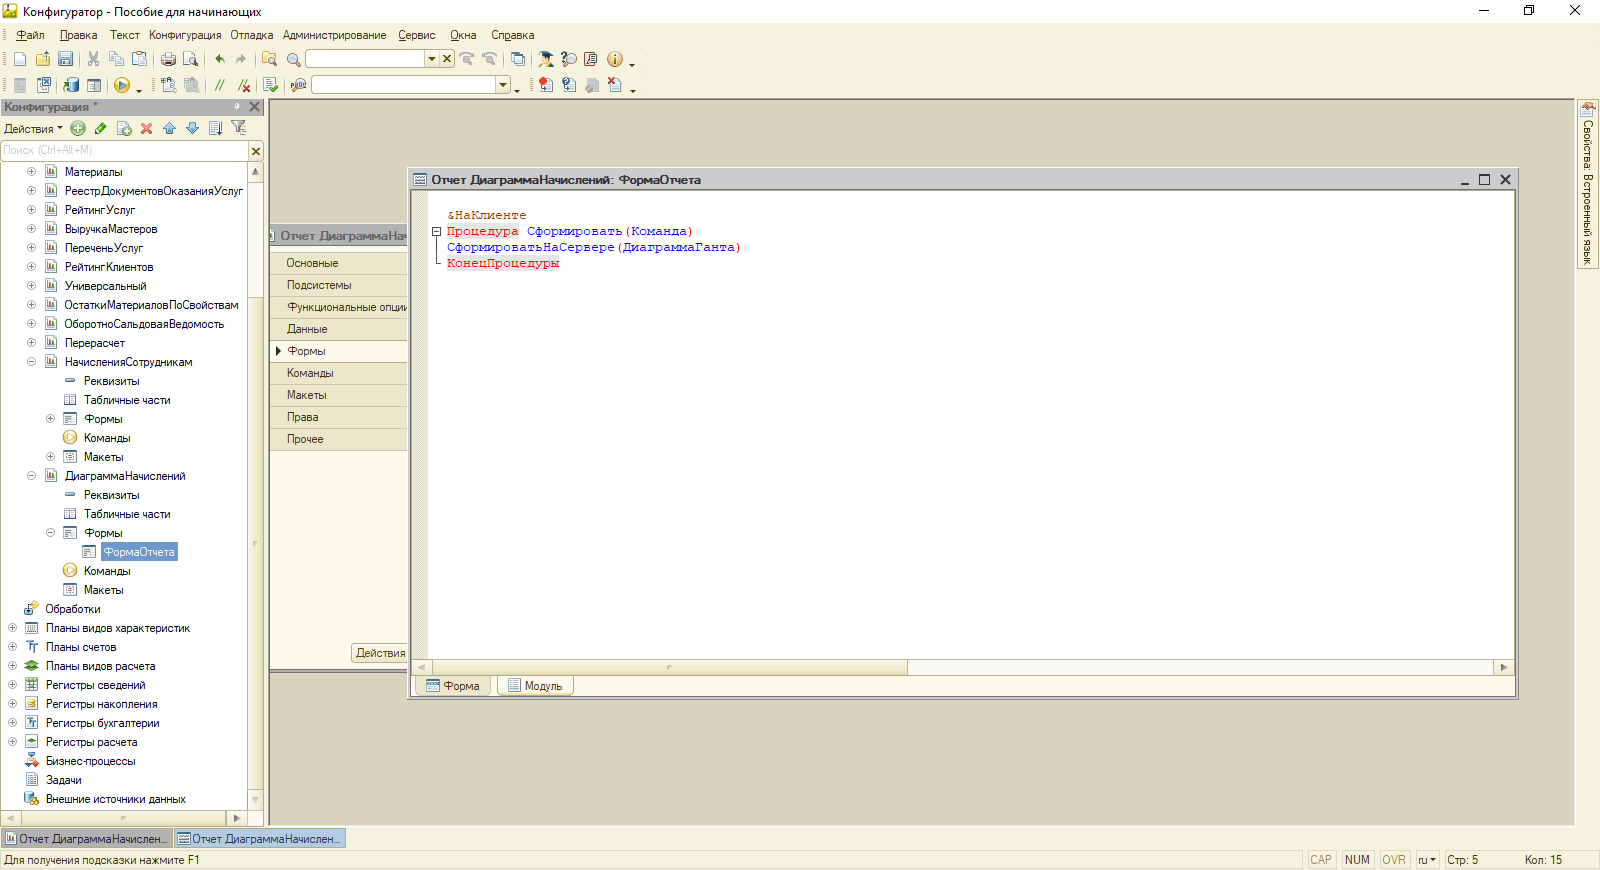 Конфигуратор - Пособие для начинающих
Файл Правка Текст Конфигурация Отладка Администрирование Сервис Окна Справка
Конфигурация *
Действия
Поиск (Ctrl+Alt+M)
Материалы
РеестрДокументовОказанияУслуг
РейтингУслуг
ВыручкаМастеров
ПереченьУслуг
РейтингКлиентов
Универсальный
ОстаткиМатериаловПоСвойствам
ОборотноСальдоваяВедомость
Перерасчет
НачисленияСотрудникам
Реквизиты
Табличные части
Формы
Команды
Макеты
ДиаграммаНачислений
Реквизиты
Табличные части
Формы
ФормаОтчета
Команды
Макеты
Обработки
Планы видов характеристик
Планы счетов
Планы видов расчета
Регистры сведений
Регистры накопления
Регистры бухгалтерии
Регистры расчета
Бизнес-процессы
Задачи
Внешние источники данных
Отчет ДиаграммаНач
Основные
Подсистемы
Функциональные опции
Данные
Формы
Команды
Макеты
Права
Прочее
Действия
Отчет ДиаграммаНачислений: ФормаОтчета
&НаКлиенте
Процедура Сформировать(Команда)
СформироватьНаСервере(ДиаграммаГанта)
КонецПроцедуры
Форма Модуль
Свойства: Встроенный язык
Отчет ДиаграммаНачислен... Отчет ДиаграммаНачислен...
Для получения подсказки нажмите F1 CAP NUM OVR ru Стр: 5 Кол: 15